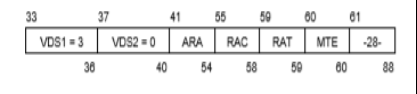 33 37 41 55 59 60 61
VDS1 = 3 VDS2 = 0 ARA RAC RAT MTE -28-
36 40 54 58 59 60 88